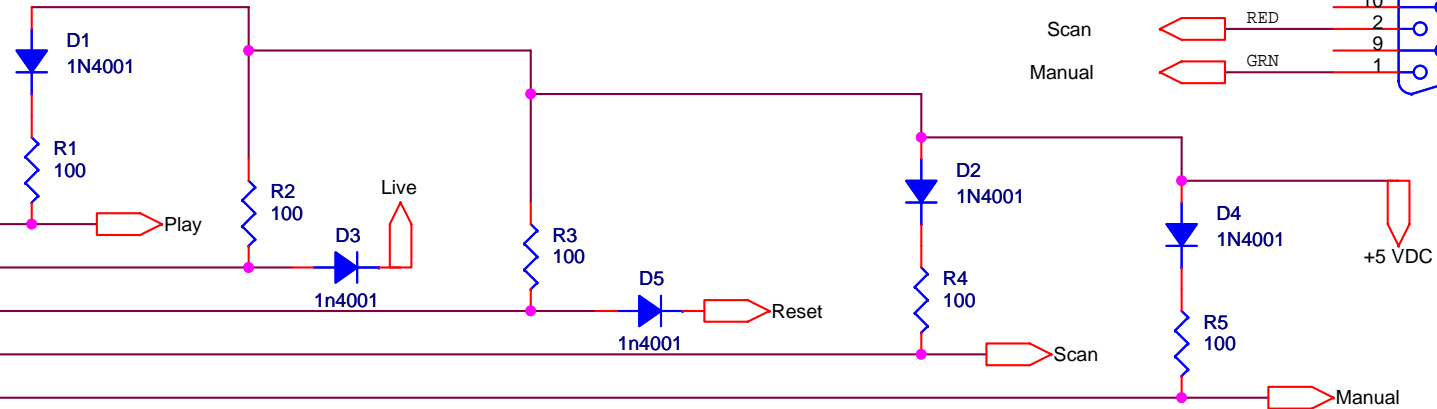 10
Scan RED 2
9
Manual GRN 1
D1
1N4001
R1
100
Play
R2
100
Live
D3
1n4001
R3
100
D5
1n4001
Reset
D2
1N4001
R4
100
Scan
D4
1N4001
+5 VDC
R5
100
Manual